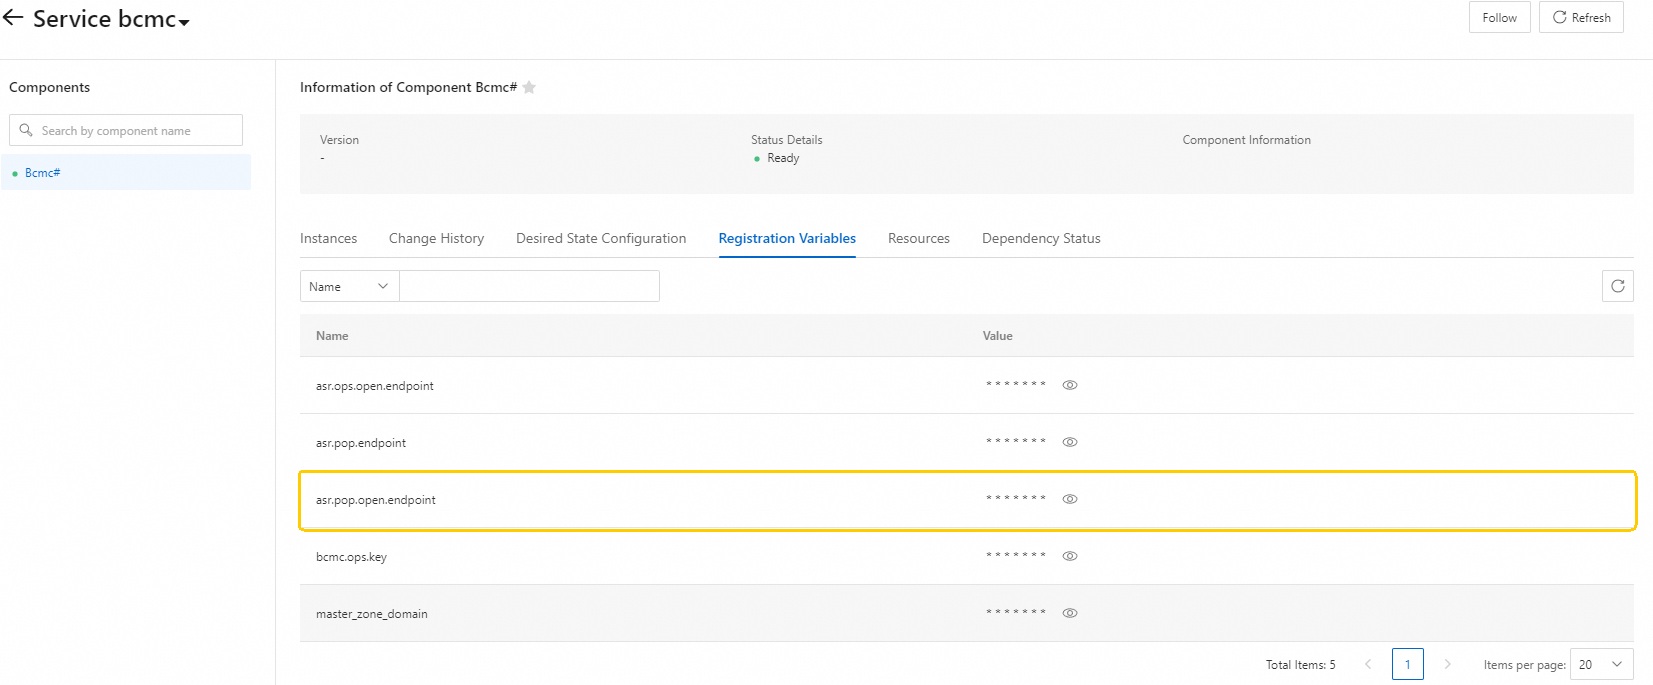 Service bcmc
Follow
Refresh
Components
Search by component name
Bcmc#
Information of Component Bcmc#
Version
-
Status Details
Ready
Component Information
Instances Change History Desired State Configuration Registration Variables Resources Dependency Status
Name
Name Value
asr.ops.open.endpoint *******
asr.pop.endpoint *******
asr.pop.open.endpoint *******
bcmc.ops.key *******
master_zone_domain *******
Total Items: 5 < 1 > Items per page: 20